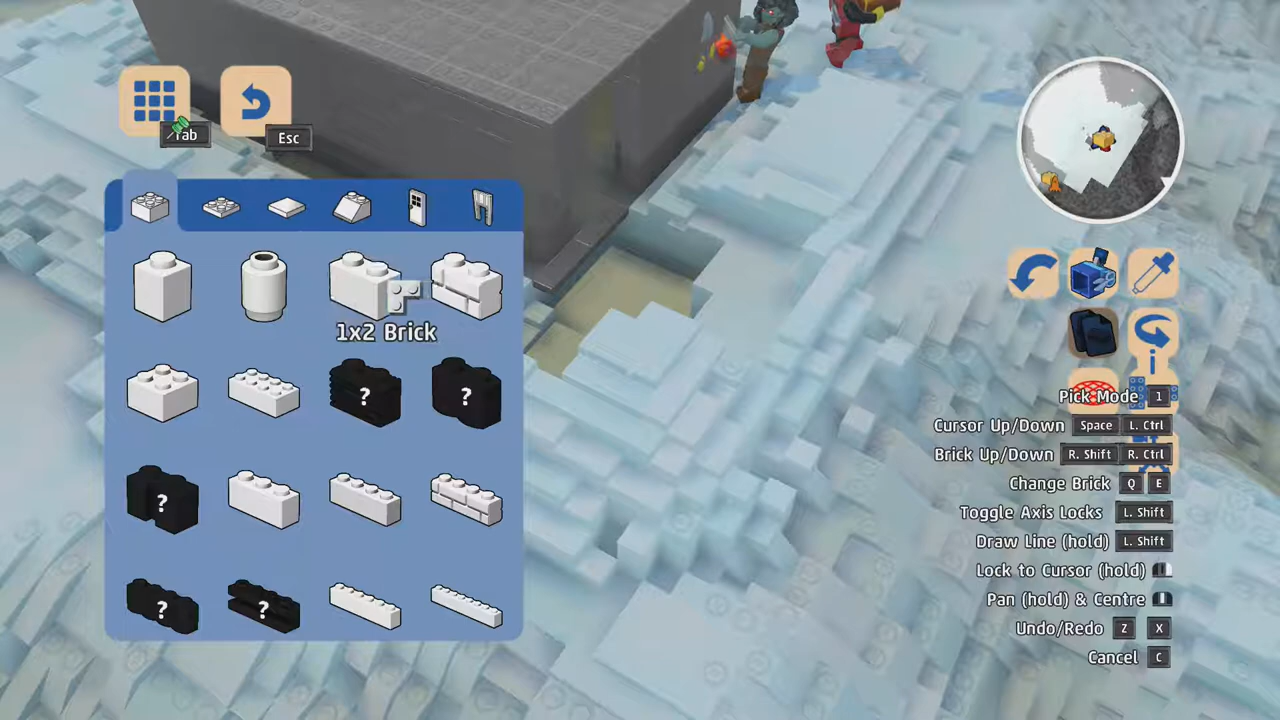 Tab
Esc
1x2 Brick
?
?
?
?
?
Pick Mode 1
Cursor Up/Down Space L. Ctrl
Brick Up/Down R. Shift R. Ctrl
Change Brick Q E
Toggle Axis Locks L. Shift
Draw Line (hold) L. Shift
Lock to Cursor (hold)
Pan (hold) & Centre
Undo/Redo Z X
Cancel C